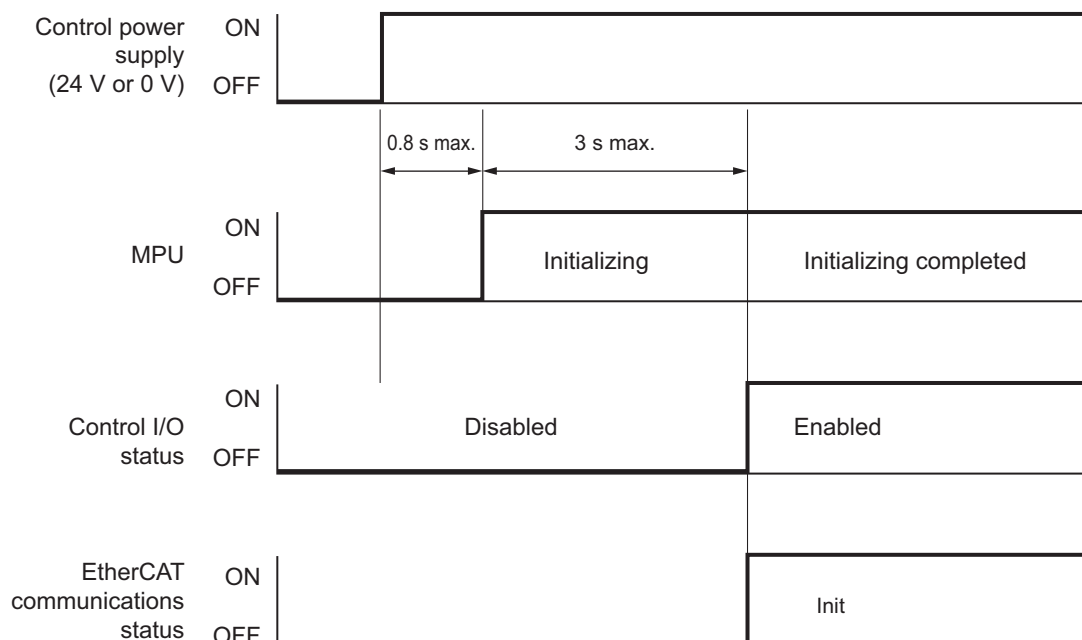 Control power
supply
(24 V or 0 V)
ON
OFF
0.8 s max.
3 s max.
MPU
ON
OFF
Initializing
Initializing completed
Control I/O
status
ON
OFF
Disabled
Enabled
EtherCAT
communications
status
ON
OFF
Init